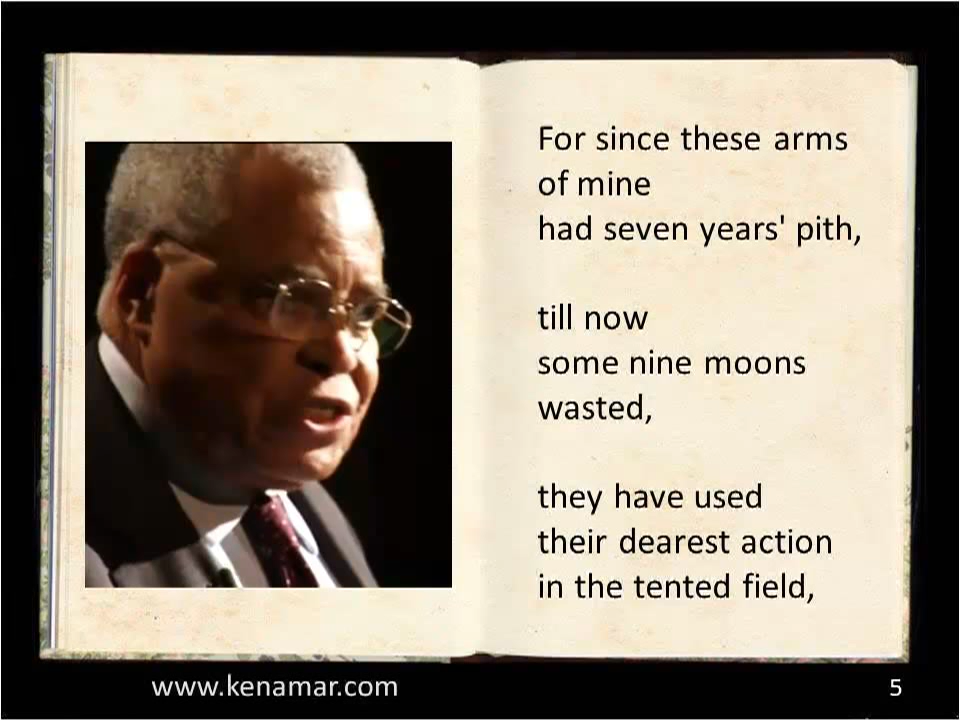 For since these arms
of mine
had seven years' pith,
till now
some nine moons
wasted,
they have used
their dearest action
in the tented field,
www.kenamar.com
5